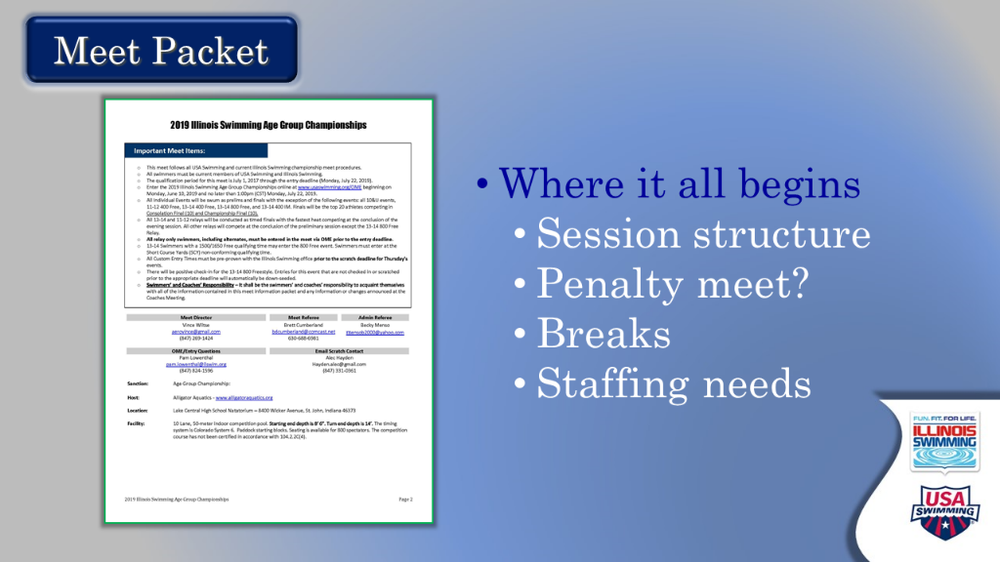 Meet Packet
2019 Illinois Swimming Age Group Championships
Important Meet Items:
○ This meet follows all USA Swimming and current Illinois Swimming championship meet procedures.
○ All swimmers must be current members of USA Swimming and Illinois Swimming.
○ The qualification period for this meet is July 1, 2017 through the entry deadline (Monday, July 22, 2019).
○ Enter the 2019 Illinois Swimming Age Group Championships online at www.usaswimming.org/OME beginning on
Monday, June 10, 2019 and no later than 1:00pm (CST) Monday, July 22, 2019.
○ All Individual Events will be swum as prelims and finals with the exception of the following events: all 10&U events,
11-12 400 Free, 13-14 400 Free, 13-14 800 Free, and 13-14 400 IM. Finals will be the top 20 athletes competing in
Consolation Final (10) and Championship Final (10).
○ All 13-14 and 11-12 relays will be conducted as timed finals with the fastest heat competing at the conclusion of the
evening session. All other relays will compete at the conclusion of the preliminary session except the 13-14 800 Free
Relay.
○ All relay only swimmers, including alternates, must be entered in the meet via OME prior to the entry deadline.
○ 13-14 Swimmers with a 1500/1650 Free qualifying time may enter the 800 Free event. Swimmers must enter at the
Short Course Yards (SCY) non-conforming qualifying time.
○ All Custom Entry Times must be pre-proven with the Illinois Swimming office prior to the scratch deadline for Thursday's
events.
○ There will be positive check-in for the 13-14 800 Freestyle. Entries for this event that are not checked in or scratched
prior to the appropriate deadline will automatically be down-seeded.
○ Swimmers' and Coaches' Responsibility – it shall be the swimmers' and coaches' responsibility to acquaint themselves
with all of the information contained in this meet information packet and any information or changes announced at the
Coaches Meeting.
Meet Director Meet Referee Admin Referee
Vince Wiltse Brett Cumberland Becky Menso
bdcumberland@comcast.net
(847) 269-1424 630-688-6981
OME/Entry Questions Email Scratch Contact
Pam Lowenthal Alec Hayden
pam.lowenthal@ilswim.org Hayden.alec@gmail.com
(847) 824-1596 (847) 331-0361
Sanction: Age Group Championship:
Host: Alligator Aquatics - www.alligatoraquatics.org
Location: Lake Central High School Natatorium – 8400 Wicker Avenue, St. John, Indiana 46373
Facility: 10 Lane, 50-meter indoor competition pool. Starting end depth is 8' 0". Turn end depth is 14'. The timing
system is Colorado System 6. Paddock starting blocks. Seating is available for 800 spectators. The competition
course has not been certified in accordance with 104.2.2C(4).
2019 Illinois Swimming Age Group Championships Page 2
• Where it all begins
• Session structure
• Penalty meet?
• Breaks
• Staffing needs
FUN. FIT. FOR LIFE.
ILLINOIS
SWIMMING
USA
SWIMMING